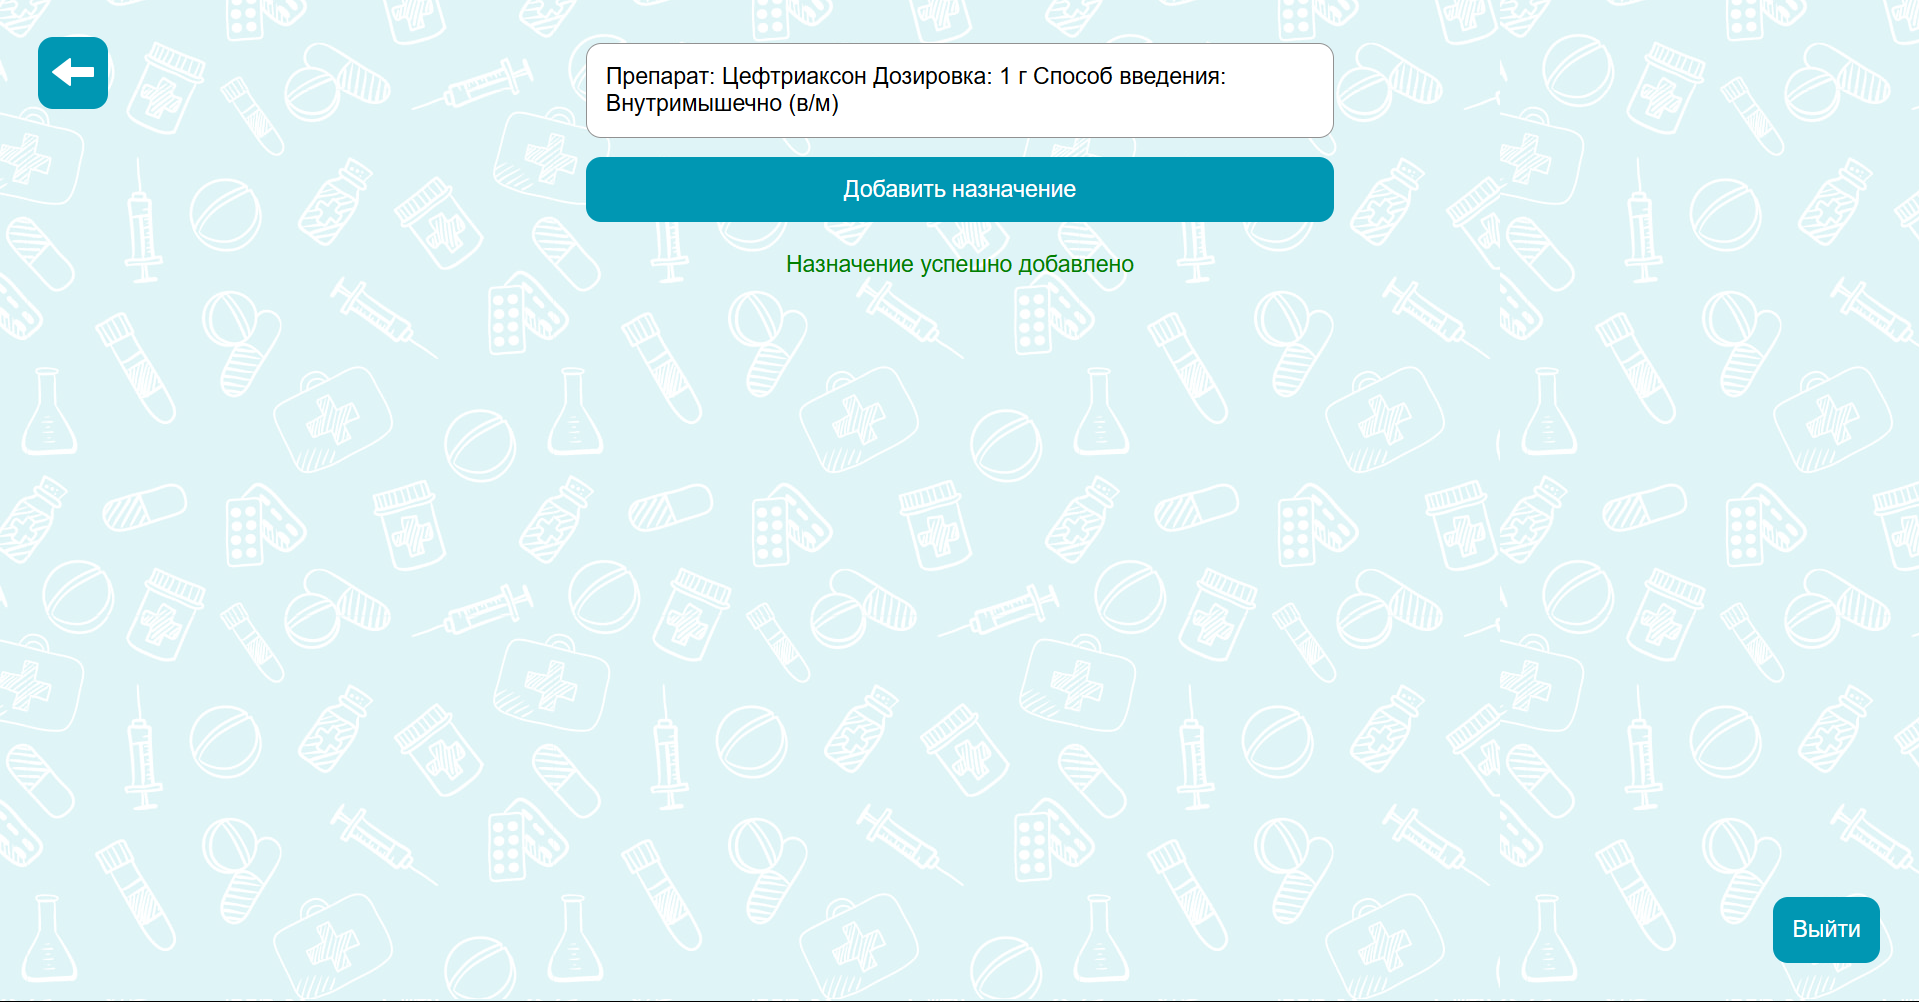 Препарат: Цефтриаксон Дозировка: 1 г Способ введения:
Внутримышечно (в/м)
Добавить назначение
Назначение успешно добавлено
Выйти